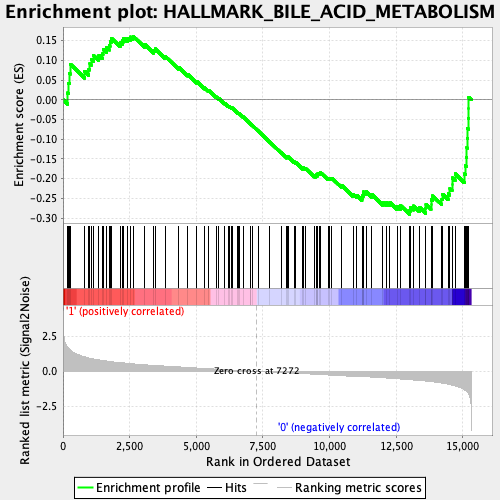 Enrichment plot: HALLMARK_BILE_ACID_METABOLISM
Enrichment score (ES)
0.15
0.10
0.05
0.00
-0.05
-0.10
-0.15
-0.20
-0.25
-0.30
'1' (positively correlated)
Ranked list metric (Signal2Noise)
2.5
0.0
-2.5
Zero cross at 7272
'0' (negatively correlated)
0
2,500
5,000
7,500
10,000
12,500
15,000
Rank in Ordered Dataset
Enrichment profile
Hits
Ranking metric scores